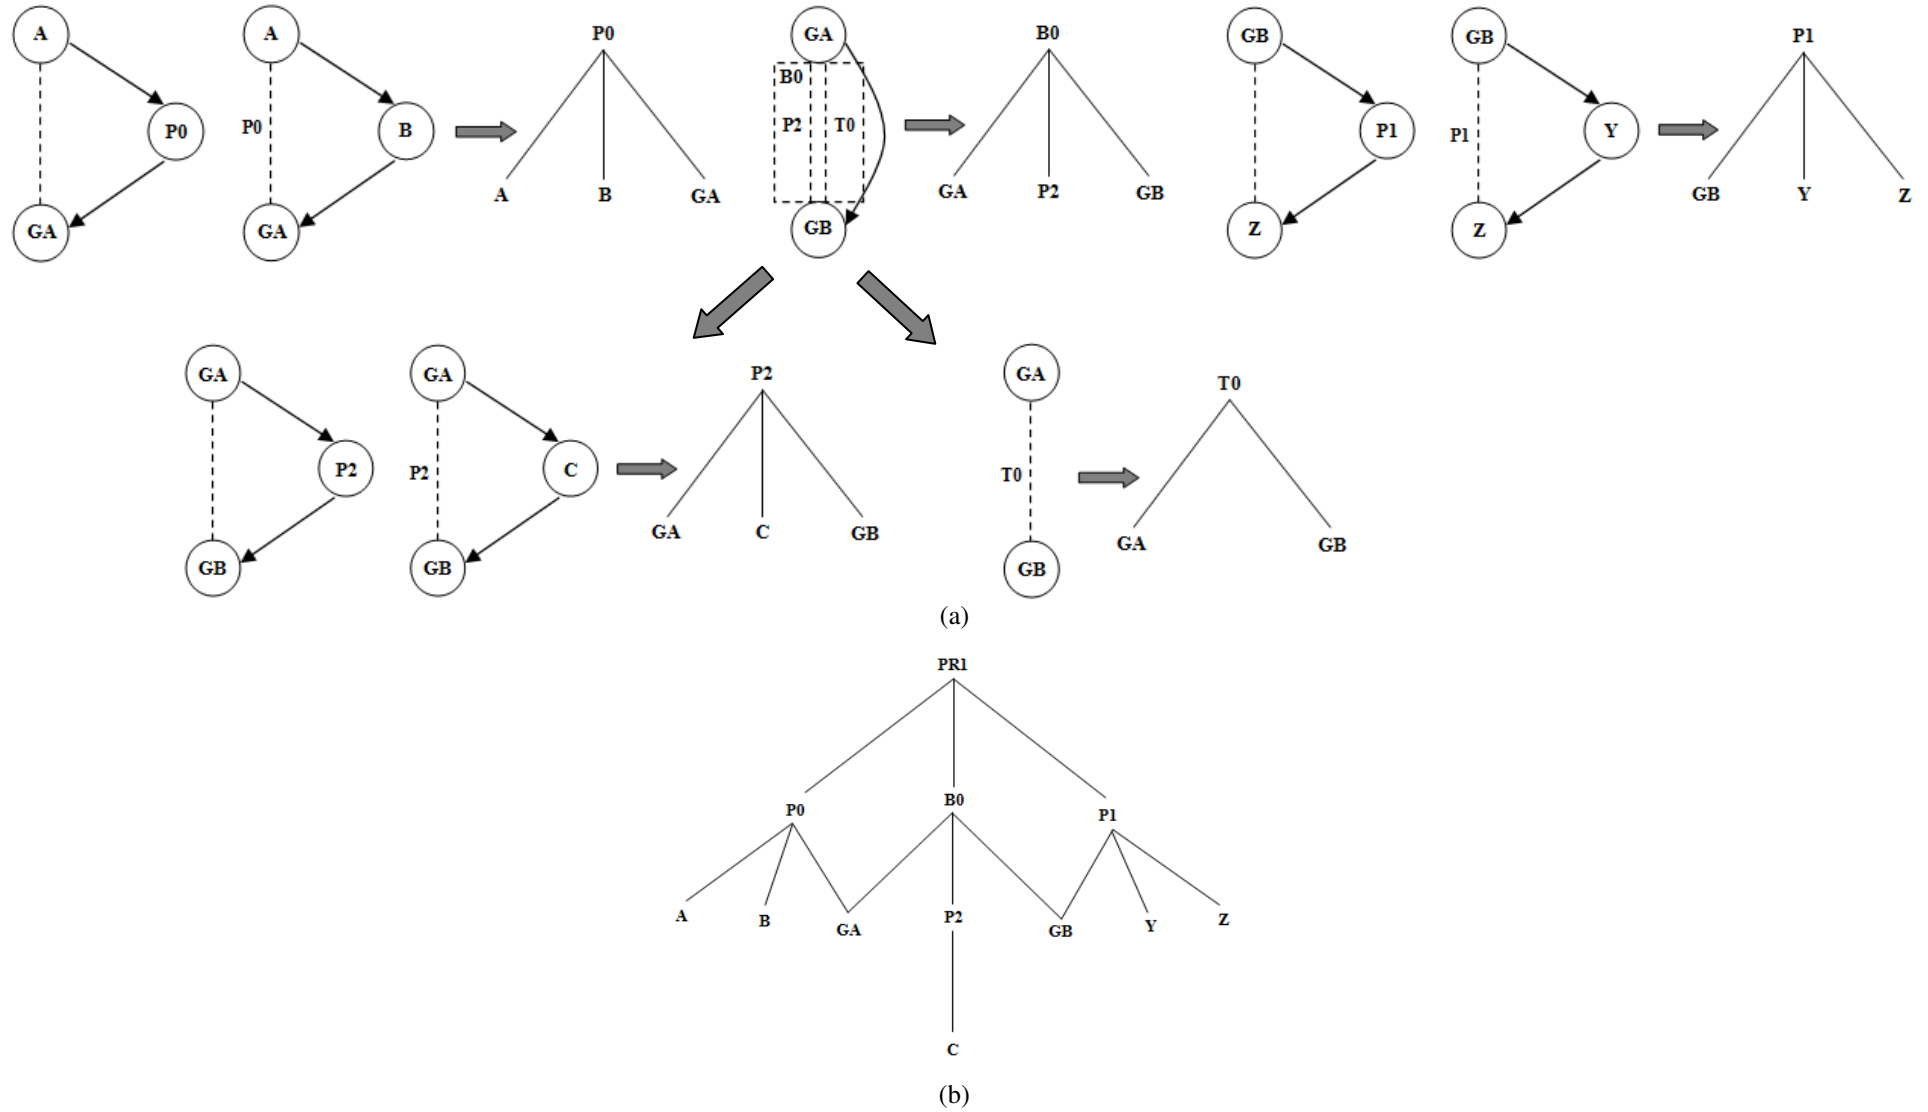 A A P0 GA B0 GB GB P1
B0
P0 P0 B P2 T0 P1 P1 Y
GA GA A B GA GB GA P2 GB Z Z GB Y Z
GA GA P2 GA T0
P2 P2 C T0
GB GB GA C GB GB GA GB
(a)
PR1
P0 B0 P1
A B GA P2 GB Y Z
C
(b)